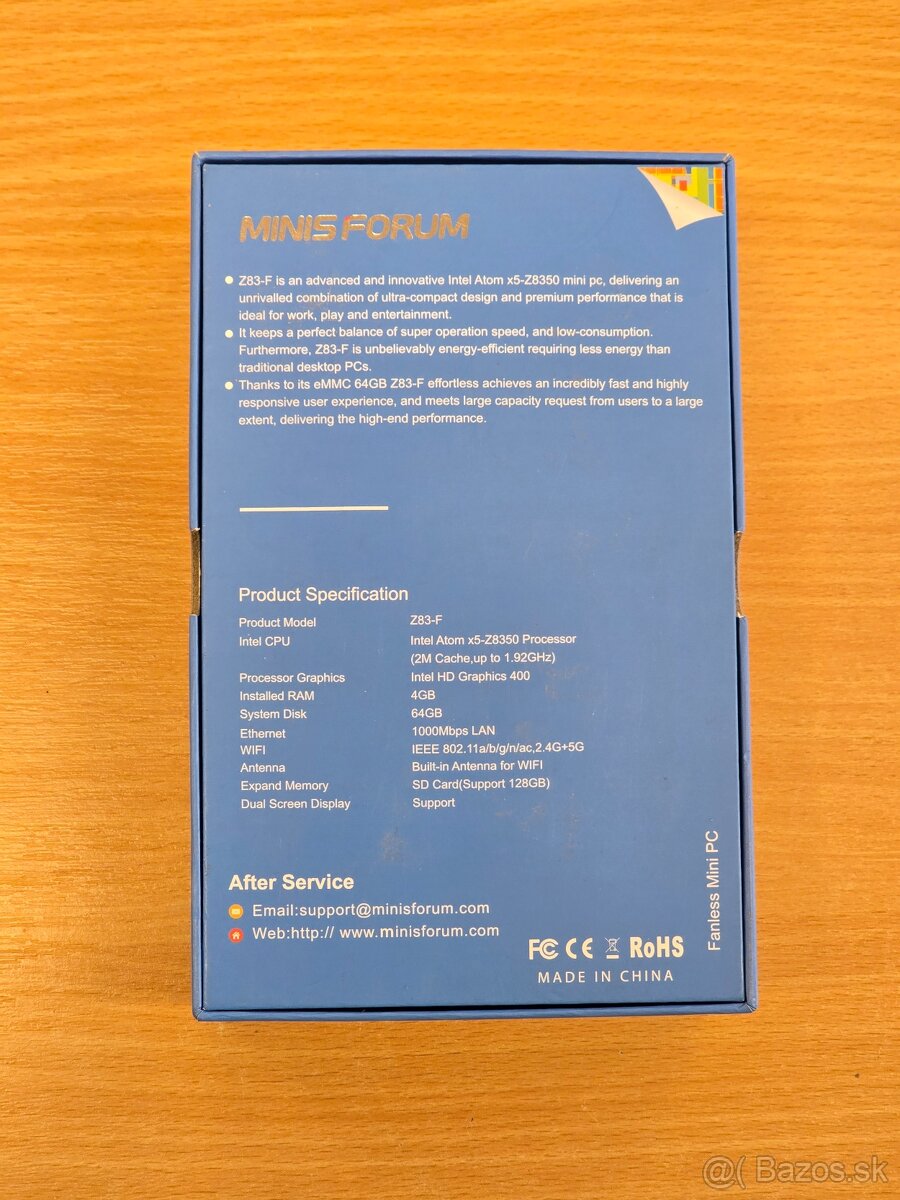 MINIS FORUM
Z83-F is an advanced and innovative Intel Atom x5-Z8350 mini pc, delivering an
unrivalled combination of ultra-compact design and premium performance that is
ideal for work, play and entertainment.
It keeps a perfect balance of super operation speed, and low-consumption.
Furthermore, Z83-F is unbelievably energy-efficient requiring less energy than
traditional desktop PCs.
Thanks to its eMMC 64GB Z83-F effortless achieves an incredibly fast and highly
responsive user experience, and meets large capacity request from users to a large
extent, delivering the high-end performance.
Product Specification
Product Model Z83-F
Intel CPU Intel Atom x5-Z8350 Processor
(2M Cache,up to 1.92GHz)
Processor Graphics Intel HD Graphics 400
Installed RAM 4GB
System Disk 64GB
Ethernet 1000Mbps LAN
WIFI IEEE 802.11a/b/g/n/ac,2.4G+5G
Antenna Built-in Antenna for WIFI
Expand Memory SD Card(Support 128GB)
Dual Screen Display Support
After Service
Email:support@minisforum.com
Web:http:// www.minisforum.com
FC CE RoHS
MADE IN CHINA
Fanless Mini PC
@( Bazos.sk